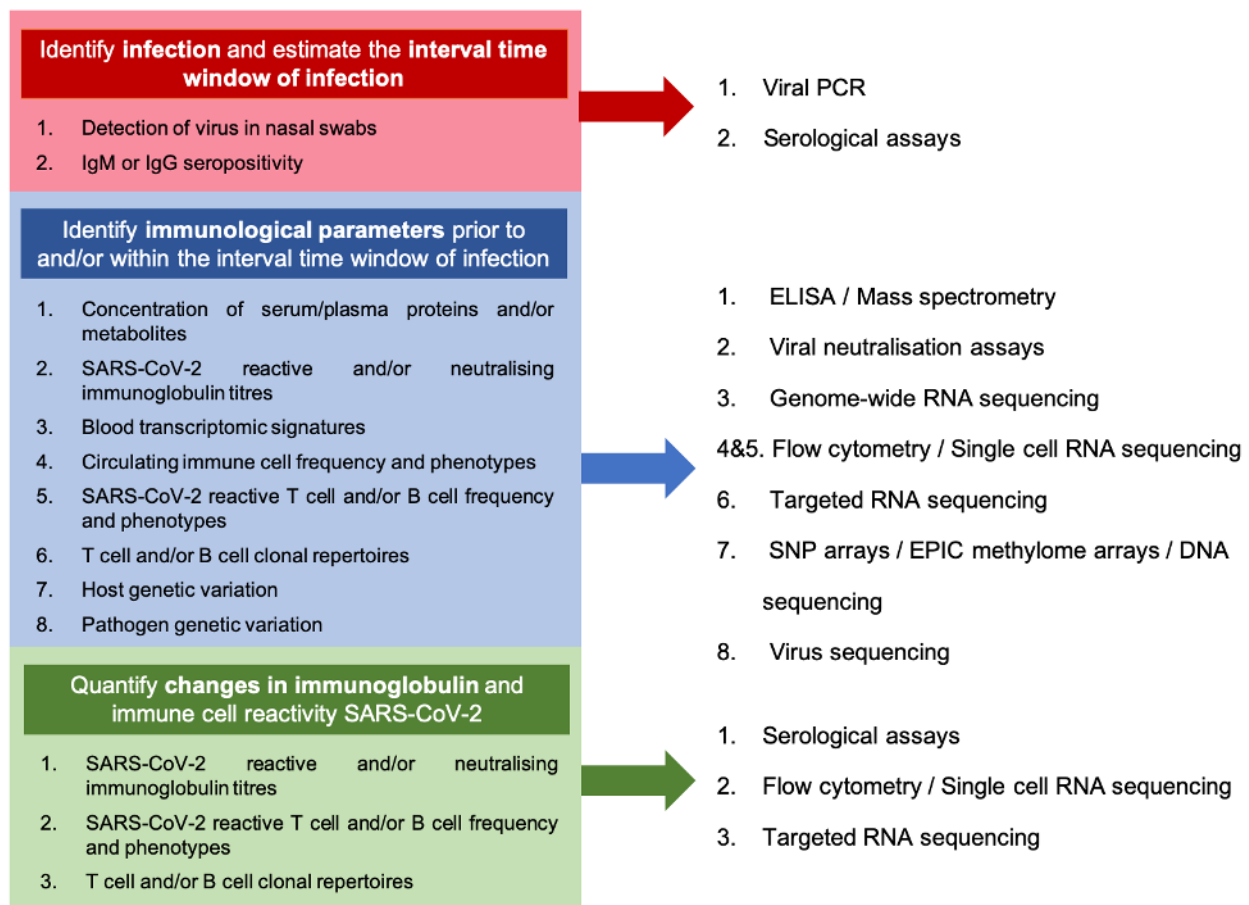 Identify infection and estimate the interval time
window of infection
1. Detection of virus in nasal swabs
2. IgM or IgG seropositivity
1. Viral PCR
2. Serological assays
Identify immunological parameters prior to
and/or within the interval time window of infection
1. Concentration of serum/plasma proteins and/or
metabolites
2. SARS-CoV-2 reactive and/or neutralising
immunoglobulin titres
3. Blood transcriptomic signatures
4. Circulating immune cell frequency and phenotypes
5. SARS-CoV-2 reactive T cell and/or B cell frequency
and phenotypes
6. T cell and/or B cell clonal repertoires
7. Host genetic variation
8. Pathogen genetic variation
1. ELISA / Mass spectrometry
2. Viral neutralisation assays
3. Genome-wide RNA sequencing
4&5. Flow cytometry / Single cell RNA sequencing
6. Targeted RNA sequencing
7. SNP arrays / EPIC methylome arrays / DNA
sequencing
8. Virus sequencing
Quantify changes in immunoglobulin and
immune cell reactivity SARS-CoV-2
1. SARS-CoV-2 reactive and/or neutralising
immunoglobulin titres
2. SARS-CoV-2 reactive T cell and/or B cell frequency
and phenotypes
3. T cell and/or B cell clonal repertoires
1. Serological assays
2. Flow cytometry / Single cell RNA sequencing
3. Targeted RNA sequencing